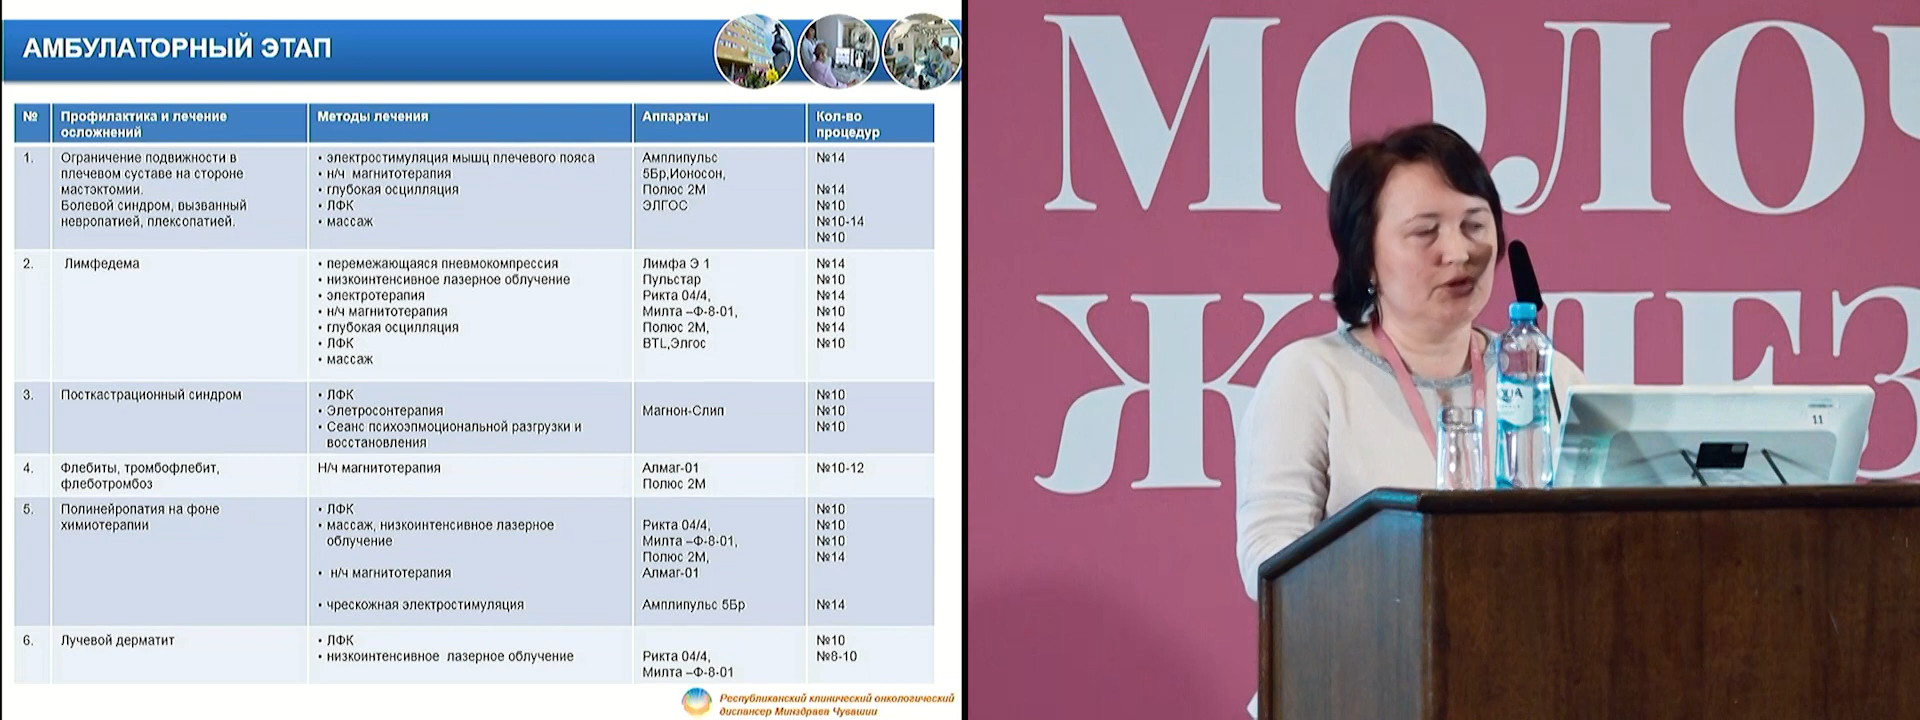 АМБУЛАТОРНЫЙ ЭТАП
№
Профилактика и лечение
осложнений
Методы лечения
Аппараты
Кол-во
процедур
1.
Ограничение подвижности в
плечевом суставе на стороне
мастэктомии.
Болевой синдром, вызванный
невропатией, плексопатией.
• электростимуляция мышц плечевого пояса
• н/ч магнитотерапия
• глубокая осцилляция
• ЛФК
• массаж
Амплипульс
5Бр,Ионосон,
Полюс 2М
ЭЛГОС
№14
№14
№10
№10-14
№10
2.
Лимфедема
• перемежающаяся пневмокомпрессия
• низкоинтенсивное лазерное облучение
• электротерапия
• н/ч магнитотерапия
• глубокая осцилляция
• ЛФК
• массаж
Лимфа Э 1
Пульстар
Рикта 04/4,
Милта –Ф-8-01,
Полюс 2М,
BTL,Элгос
№14
№10
№14
№10
№14
№10
3.
Посткастрационный синдром
• ЛФК
• Элетросонтерапия
• Сеанс психоэпмоциональной разгрузки и
восстановления
Магнон-Слип
№10
№10
№10
4.
Флебиты, тромбофлебит,
флеботромбоз
Н/ч магнитотерапия
Алмаг-01
Полюс 2М
№10-12
5.
Полинейропатия на фоне
химиотерапии
• ЛФК
• массаж, низкоинтенсивное лазерное
облучение
• н/ч магнитотерапия
• чрескожная электростимуляция
Рикта 04/4,
Милта –Ф-8-01,
Полюс 2М,
Алмаг-01
Амплипульс 5Бр
№10
№10
№10
№14
№14
6.
Лучевой дерматит
• ЛФК
• низкоинтенсивное лазерное облучение
Рикта 04/4,
Милта –Ф-8-01
№10
№8-10
Республиканский клинический онкологический
диспансер Минздрава Чувашии
МОЛОЧ
ЖЕЛЕЗ
11